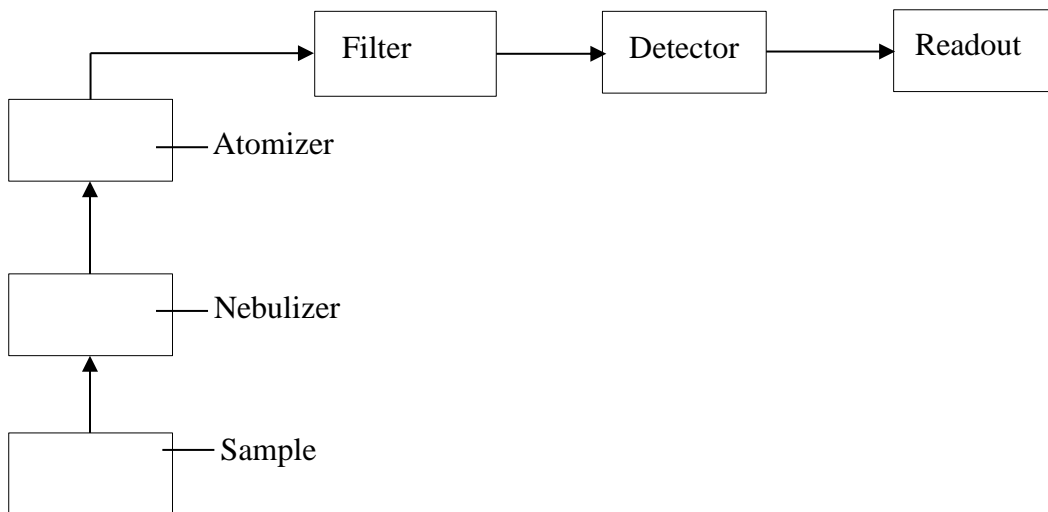 Filter
Detector
Readout
Atomizer
Nebulizer
Sample